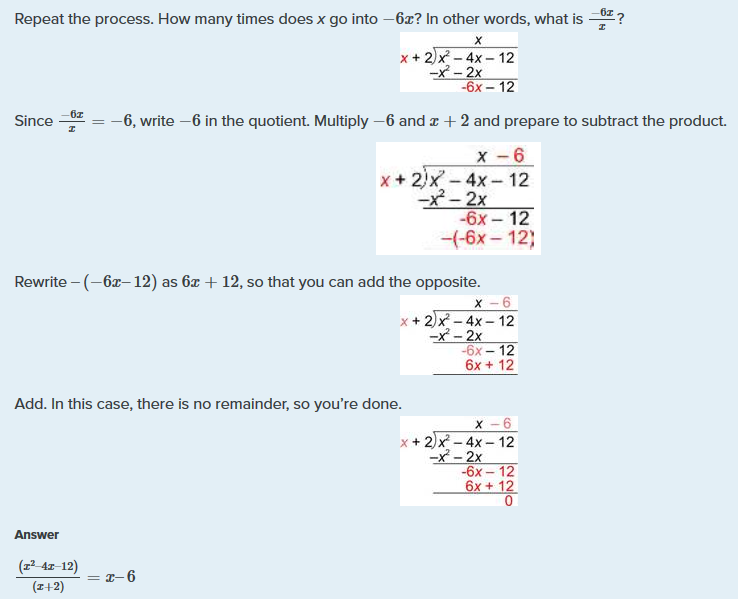 Repeat the process. How many times does x go into −6x? In other words, what is −6x/x?
x
x + 2)x² – 4x – 12
–x² – 2x
-6x – 12
Since −6x/x = −6, write −6 in the quotient. Multiply −6 and x + 2 and prepare to subtract the product.
x – 6
x + 2)x² – 4x – 12
–x² – 2x
-6x – 12
–(-6x – 12)
Rewrite –(−6x–12) as 6x + 12, so that you can add the opposite.
x – 6
x + 2)x² – 4x – 12
–x² – 2x
-6x – 12
6x + 12
Add. In this case, there is no remainder, so you’re done.
x – 6
x + 2)x² – 4x – 12
–x² – 2x
-6x – 12
6x + 12
0
Answer
(x²–4x–12)/(x+2) = x–6